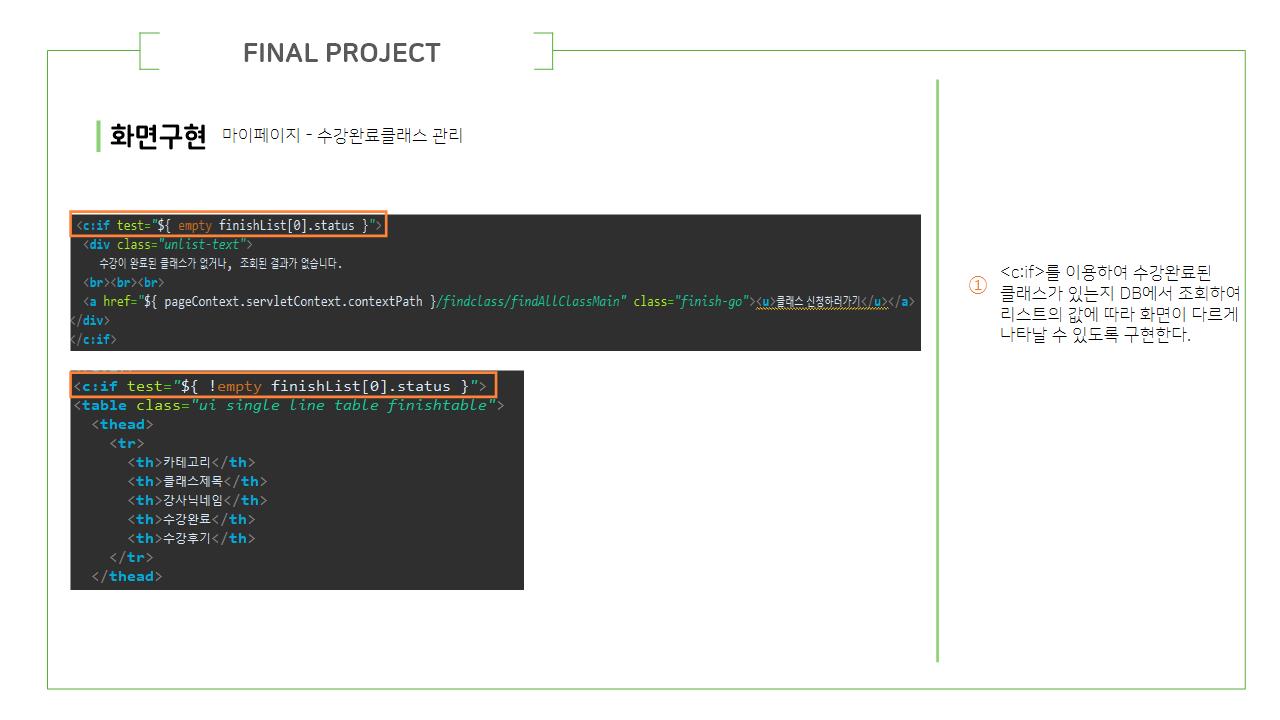 FINAL PROJECT
화면구현 마이페이지 - 수강완료클래스 관리
<c:if test="${ empty finishList[0].status }">
<div class="unlist-text">
수강이 완료된 클래스가 없거나, 조회된 결과가 없습니다.
<br><br><br>
<a href="${ pageContext.servletContext.contextPath }/findclass/findAllClassMain" class="finish-go"><u>클래스 신청하러가기</u></a>
</div>
</c:if>
<c:if test="${ !empty finishList[0].status }">
<table class="ui single line table finishtable">
<thead>
<tr>
<th>카테고리</th>
<th>클래스제목</th>
<th>강사닉네임</th>
<th>수강완료</th>
<th>수강후기</th>
</tr>
</thead>
① <c:if>를 이용하여 수강완료된
클래스가 있는지 DB에서 조회하여
리스트의 값에 따라 화면이 다르게
나타날 수 있도록 구현한다.